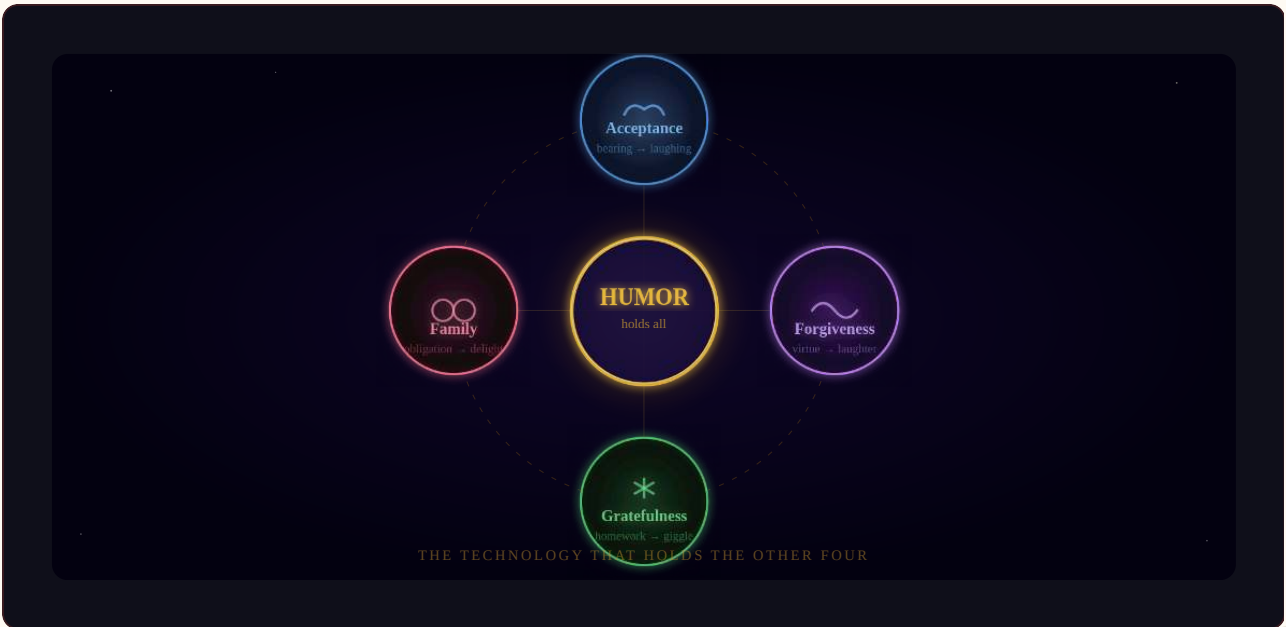 Acceptance
bearing → laughing
HUMOR
holds all
Family
obligation → delight
Forgiveness
virtue → laughter
Gratefulness
homework → giggle
THE TECHNOLOGY THAT HOLDS THE OTHER FOUR